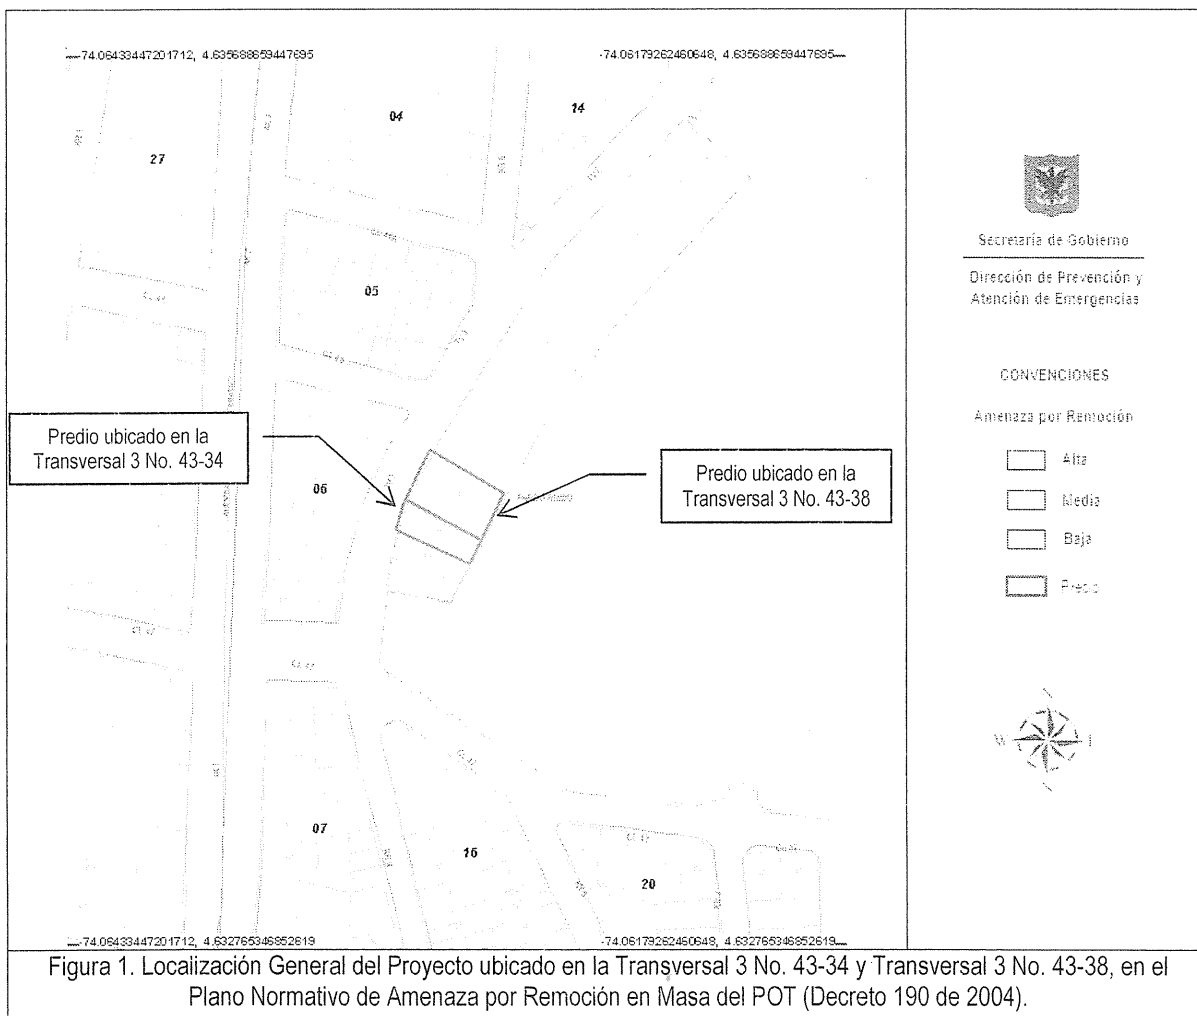 -74.06433447201712, 4.635688659447695
-74.06179262460648, 4.635688659447695
04
14
27
05
06
07
16
20
Predio ubicado en la
Transversal 3 No. 43-34
Predio ubicado en la
Transversal 3 No. 43-38
-74.06433447201712, 4.632765346852619
-74.06179262460648, 4.632765346852619
Secretaría de Gobierno
Dirección de Prevención y
Atención de Emergencias
CONVENCIONES
Amenaza por Remoción
Alta
Media
Baja
Predio
W
Figura 1. Localización General del Proyecto ubicado en la Transversal 3 No. 43-34 y Transversal 3 No. 43-38, en el
Plano Normativo de Amenaza por Remoción en Masa del POT (Decreto 190 de 2004).